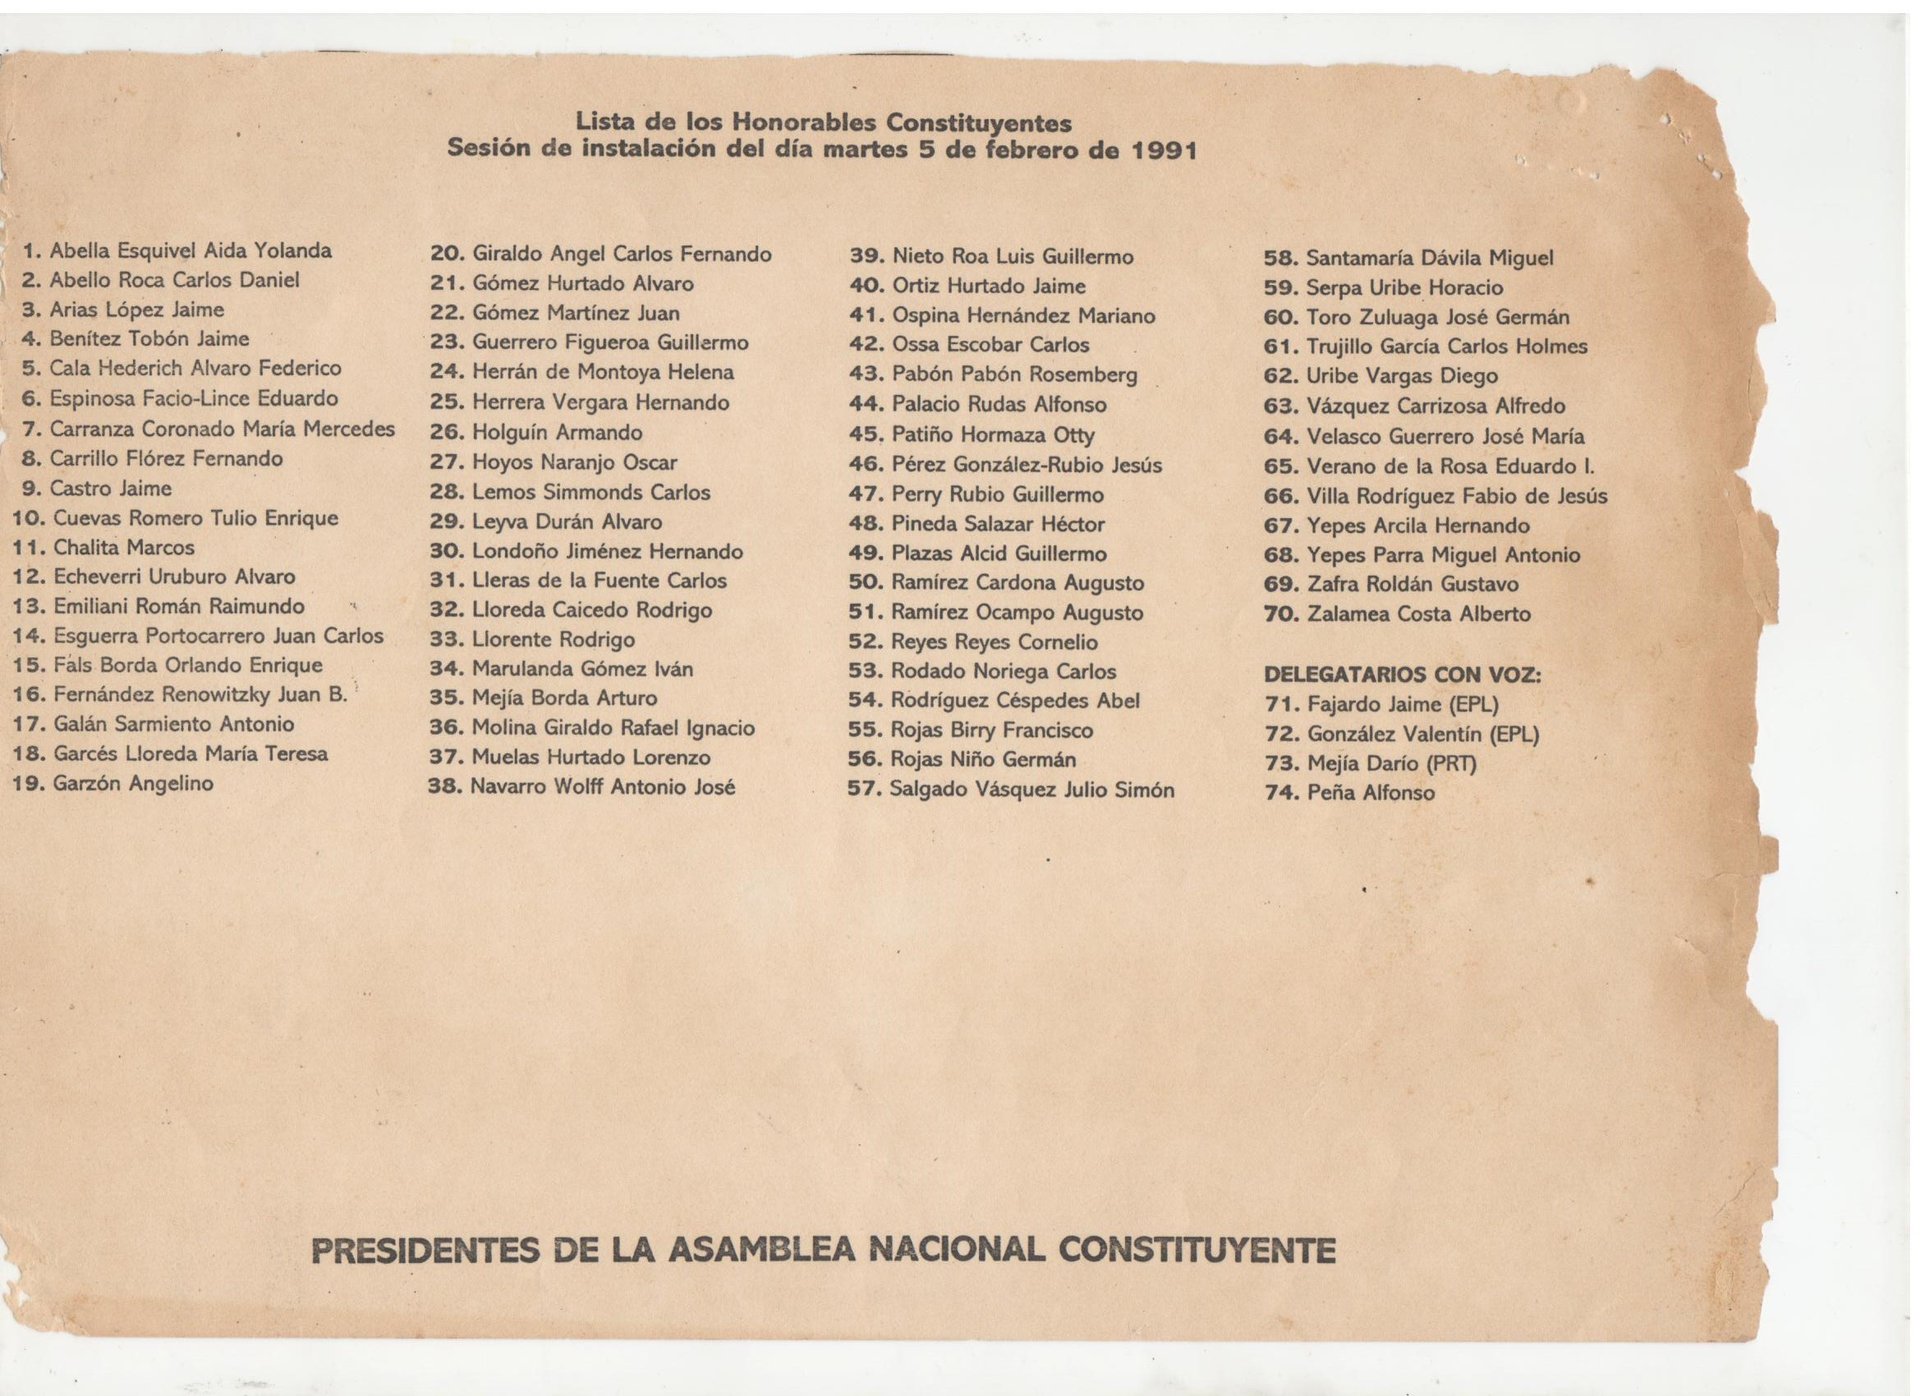 Lista de los Honorables Constituyentes
Sesión de instalación del día martes 5 de febrero de 1991
1. Abella Esquivel Aida Yolanda
2. Abello Roca Carlos Daniel
3. Arias López Jaime
4. Benítez Tobón Jaime
5. Cala Hederich Alvaro Federico
6. Espinosa Facio-Lince Eduardo
7. Carranza Coronado María Mercedes
8. Carrillo Flórez Fernando
9. Castro Jaime
10. Cuevas Romero Tulio Enrique
11. Chalita Marcos
12. Echeverri Uruburo Alvaro
13. Emiliani Román Raimundo
14. Esguerra Portocarrero Juan Carlos
15. Fals Borda Orlando Enrique
16. Fernández Renowitzky Juan B.
17. Galán Sarmiento Antonio
18. Garcés Lloreda María Teresa
19. Garzón Angelino
20. Giraldo Angel Carlos Fernando
21. Gómez Hurtado Alvaro
22. Gómez Martínez Juan
23. Guerrero Figueroa Guillermo
24. Herrán de Montoya Helena
25. Herrera Vergara Hernando
26. Holguín Armando
27. Hoyos Naranjo Oscar
28. Lemos Simmonds Carlos
29. Leyva Durán Alvaro
30. Londoño Jiménez Hernando
31. Lleras de la Fuente Carlos
32. Lloreda Caicedo Rodrigo
33. Llorente Rodrigo
34. Marulanda Gómez Iván
35. Mejía Borda Arturo
36. Molina Giraldo Rafael Ignacio
37. Muelas Hurtado Lorenzo
38. Navarro Wolff Antonio José
39. Nieto Roa Luis Guillermo
40. Ortiz Hurtado Jaime
41. Ospina Hernández Mariano
42. Ossa Escobar Carlos
43. Pabón Pabón Rosemberg
44. Palacio Rudas Alfonso
45. Patiño Hormaza Otty
46. Pérez González-Rubio Jesús
47. Perry Rubio Guillermo
48. Pineda Salazar Héctor
49. Plazas Alcid Guillermo
50. Ramírez Cardona Augusto
51. Ramírez Ocampo Augusto
52. Reyes Reyes Cornelio
53. Rodado Noriega Carlos
54. Rodríguez Céspedes Abel
55. Rojas Birry Francisco
56. Rojas Niño Germán
57. Salgado Vásquez Julio Simón
58. Santamaría Dávila Miguel
59. Serpa Uribe Horacio
60. Toro Zuluaga José Germán
61. Trujillo García Carlos Holmes
62. Uribe Vargas Diego
63. Vázquez Carrizosa Alfredo
64. Velasco Guerrero José María
65. Verano de la Rosa Eduardo I.
66. Villa Rodríguez Fabio de Jesús
67. Yepes Arcila Hernando
68. Yepes Parra Miguel Antonio
69. Zafra Roldán Gustavo
70. Zalamea Costa Alberto
DELEGATARIOS CON VOZ:
71. Fajardo Jaime (EPL)
72. González Valentín (EPL)
73. Mejía Darío (PRT)
74. Peña Alfonso
PRESIDENTES DE LA ASAMBLEA NACIONAL CONSTITUYENTE